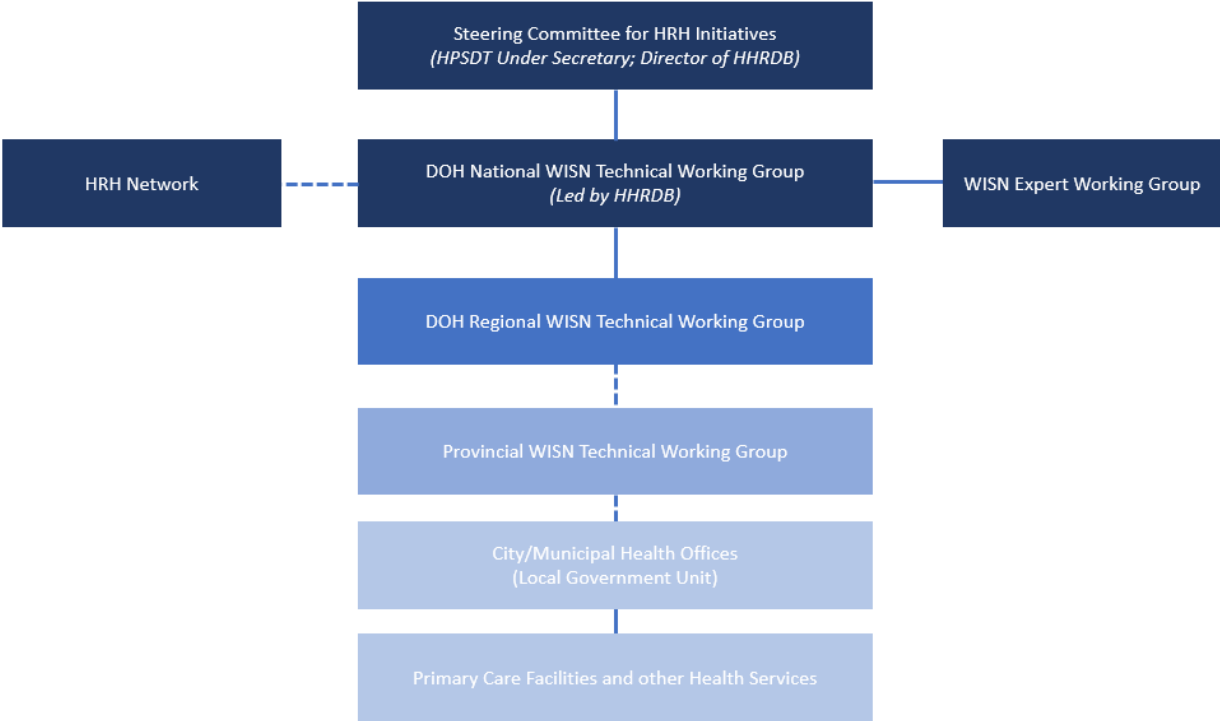 Steering Committee for HRH Initiatives
(HPSDT Under Secretary; Director of HHRDB)
HRH Network
DOH National WISN Technical Working Group
(Led by HHRDB)
WISN Expert Working Group
DOH Regional WISN Technical Working Group
Provincial WISN Technical Working Group
City/Municipal Health Offices
(Local Government Unit)
Primary Care Facilities and other Health Services